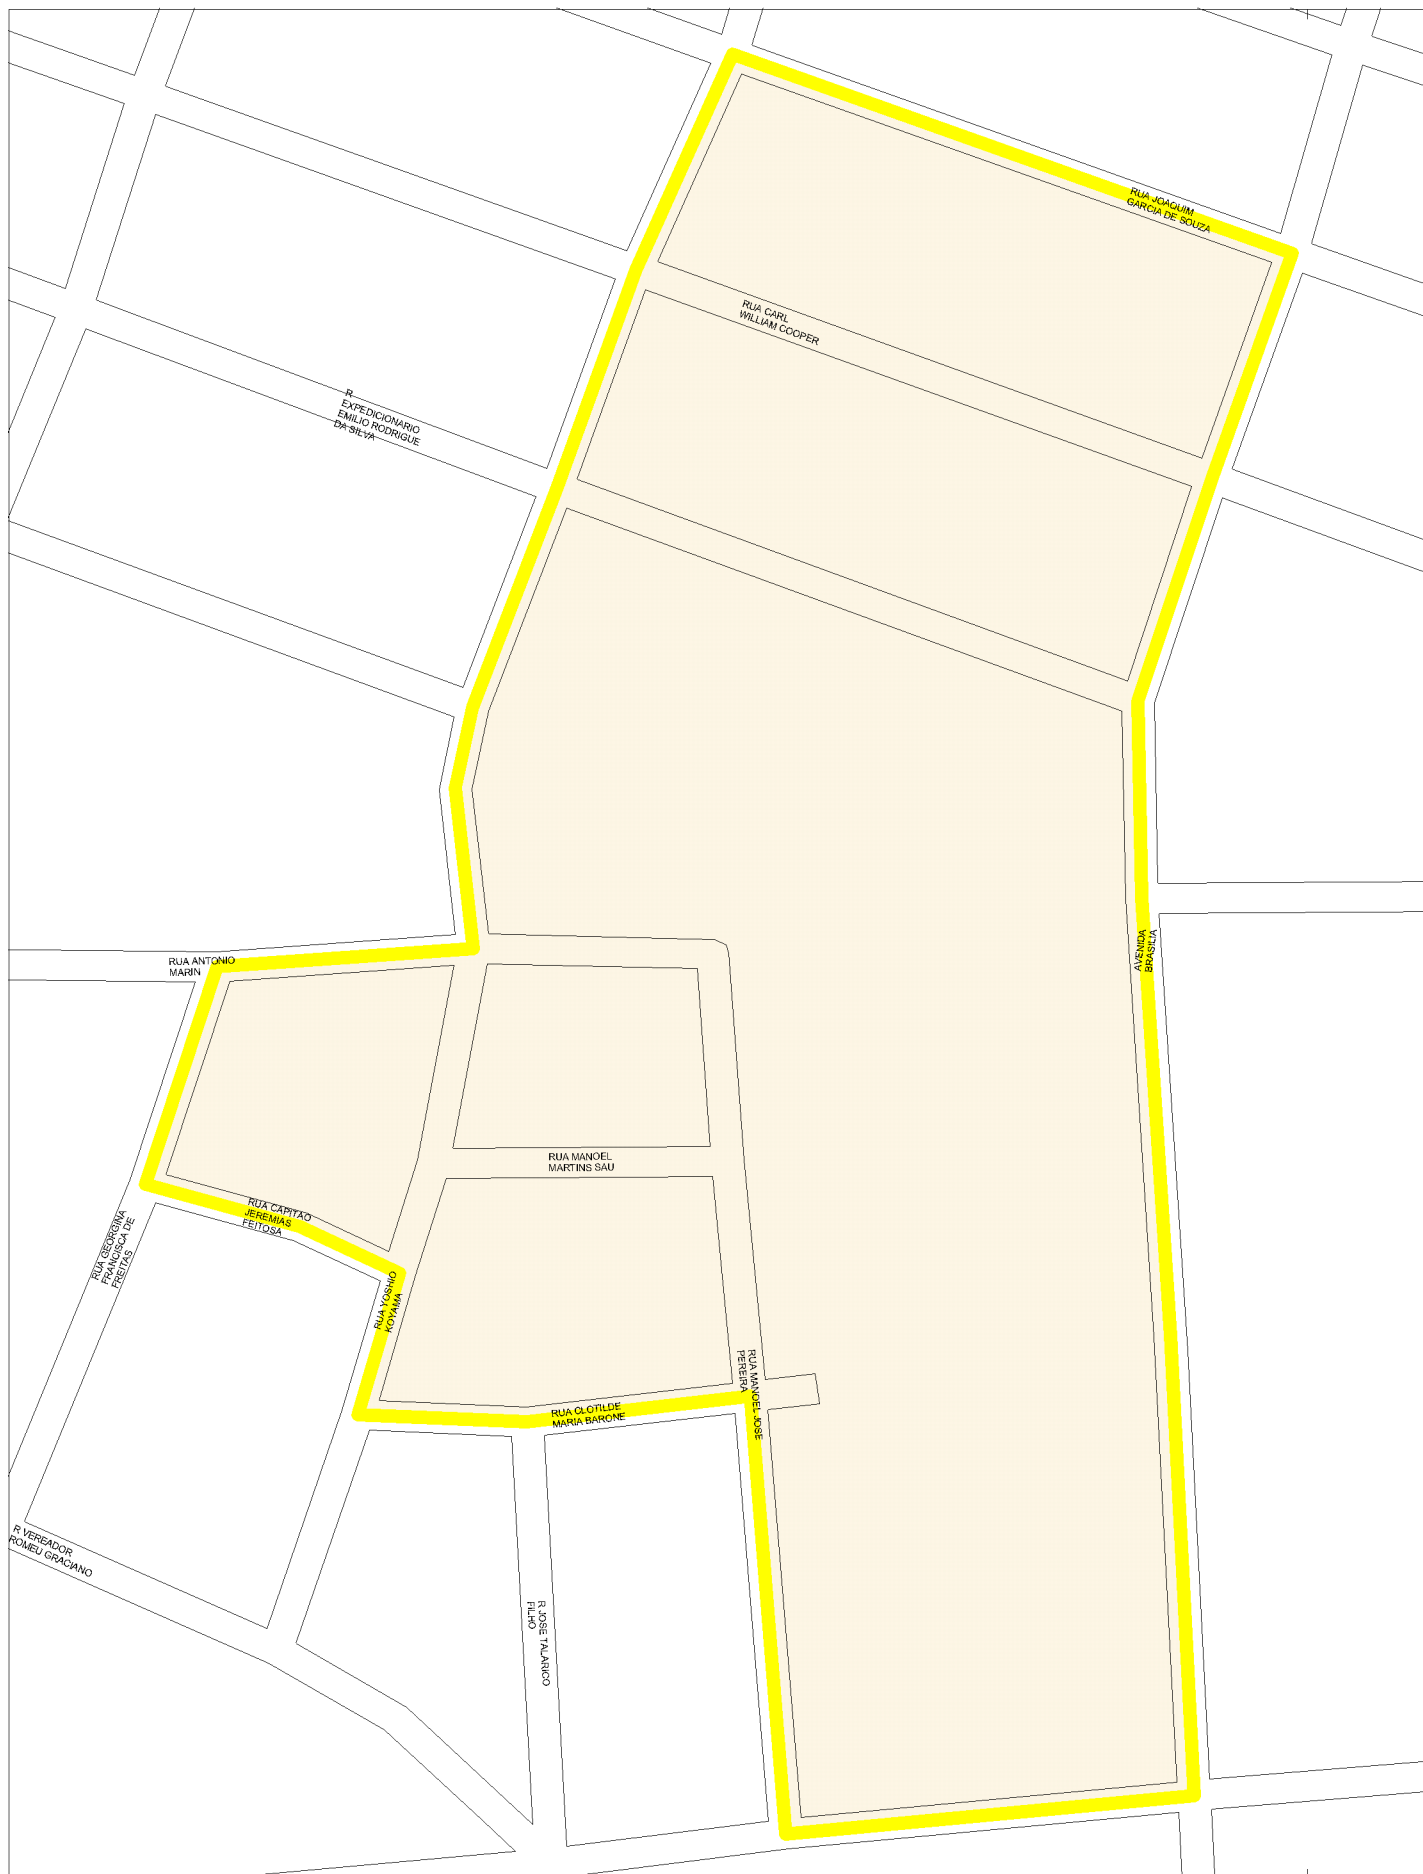 RUA JOAQUIM
GARCIA DE SOUZA
RUA CARL
WILLIAM COOPER
R
EXPEDICIONARIO
EMILIO RODRIGUE
DA SILVA
RUA ANTONIO
MARIN
AVENIDA
BRASILIA
RUA MANOEL
MARTINS SAU
RUA CAPITAO
JEREMIAS
FEITOSA
RUA GEORGINA
FRANCISCA DE
FREITAS
RUA YOSHIO
KOYAMA
RUA MANOEL JOSE
PEREIRA
RUA CLOTILDE
MARIA BARONE
R VEREADOR
ROMEU GRACIANO
R JOSE TALARICO
FILHO